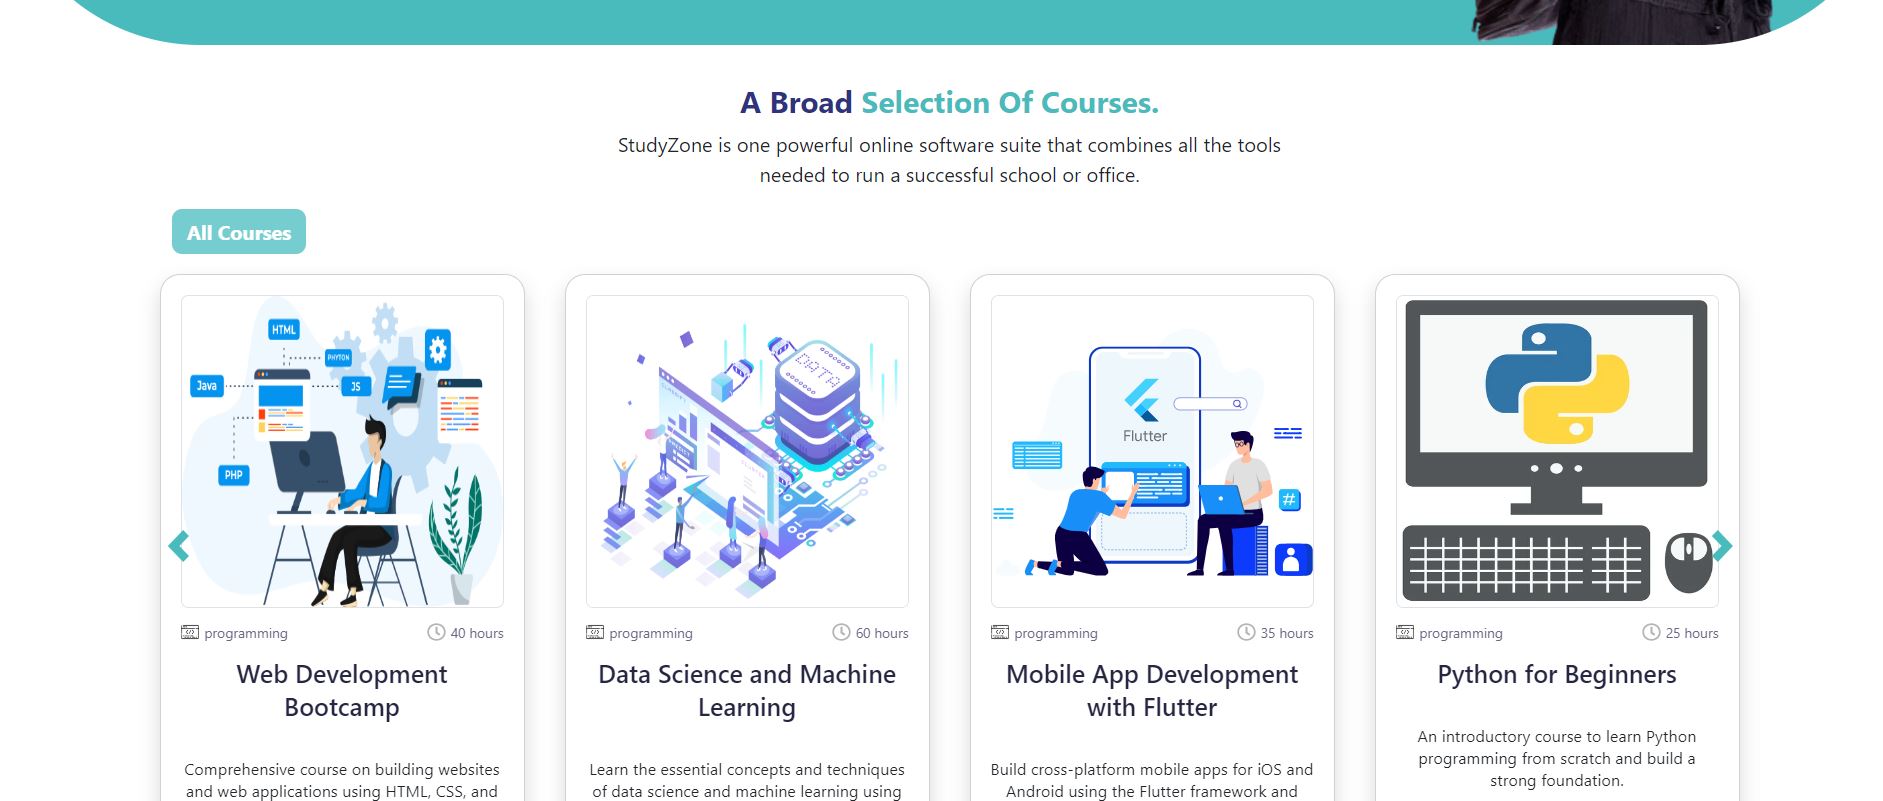 A Broad Selection Of Courses.
StudyZone is one powerful online software suite that combines all the tools
needed to run a successful school or office.
All Courses
HTML
PHYTON
Java
JS
PHP
programming
40 hours
Web Development
Bootcamp
Comprehensive course on building websites
and web applications using HTML, CSS, and
DATA
CLASSIFY
CLUSTER
programming
60 hours
Data Science and Machine
Learning
Learn the essential concepts and techniques
of data science and machine learning using
Flutter
#
programming
35 hours
Mobile App Development
with Flutter
Build cross-platform mobile apps for iOS and
Android using the Flutter framework and
programming
25 hours
Python for Beginners
An introductory course to learn Python
programming from scratch and build a
strong foundation.